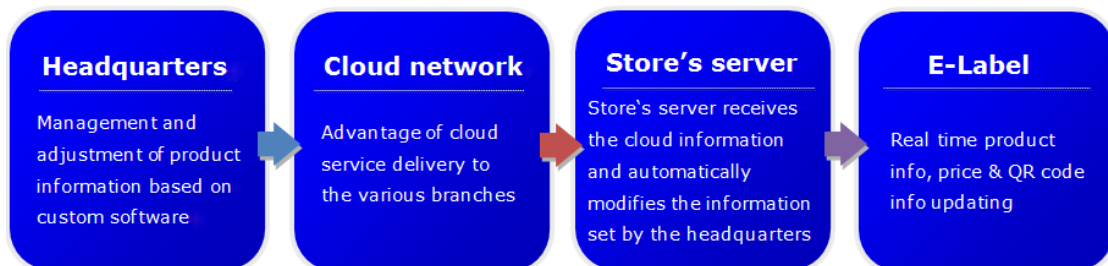 Headquarters
Management and
adjustment of product
information based on
custom software
Cloud network
Advantage of cloud
service delivery to
the various branches
Store’s server
Store‘s server receives
the cloud information
and automatically
modifies the information
set by the headquarters
E-Label
Real time product
info, price & QR code
info updating